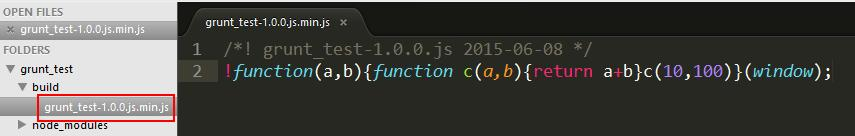 OPEN FILES
grunt_test-1.0.0.js.min.js
FOLDERS
grunt_test
build
grunt_test-1.0.0.js.min.js
node_modules
grunt_test-1.0.0.js.min.js
1 /*! grunt_test-1.0.0.js 2015-06-08 */
2 !function(a,b){function c(a,b){return a+b}c(10,100)}(window);